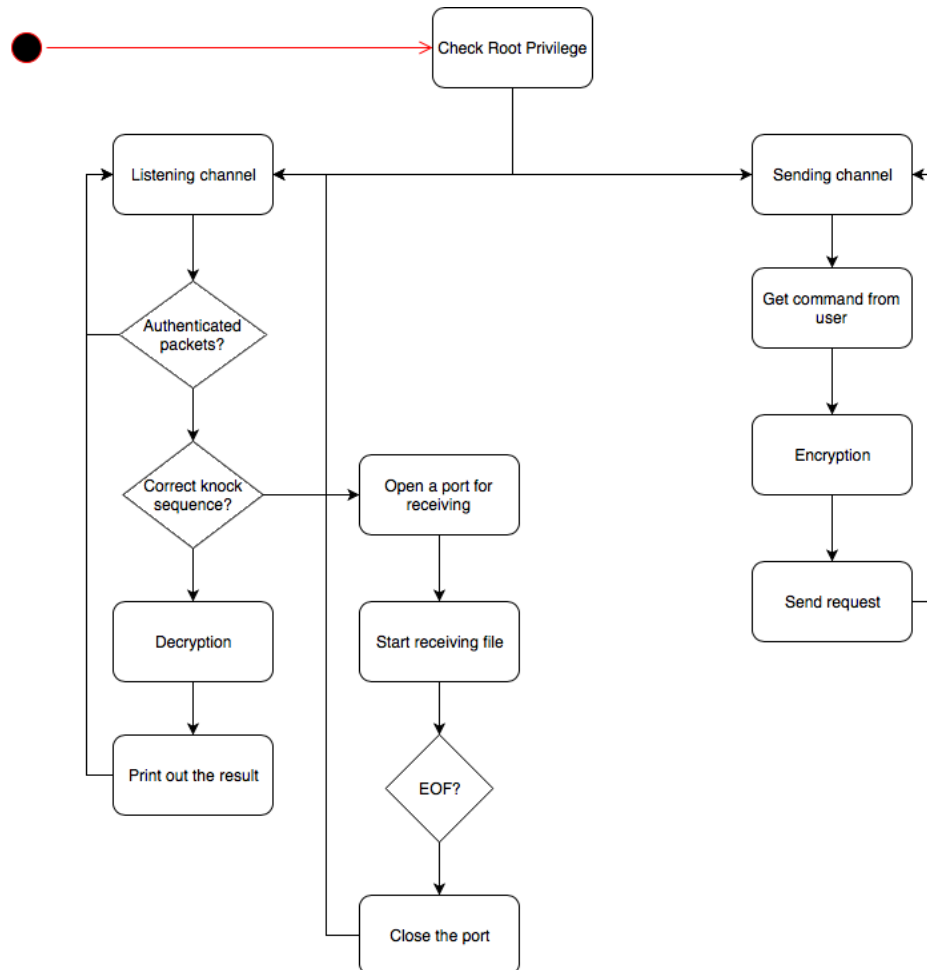 Check Root Privilege
Listening channel
Sending channel
Authenticated
packets?
Get command from
user
Correct knock
sequence?
Open a port for
receiving
Encryption
Decryption
Start receiving file
Send request
Print out the result
EOF?
Close the port